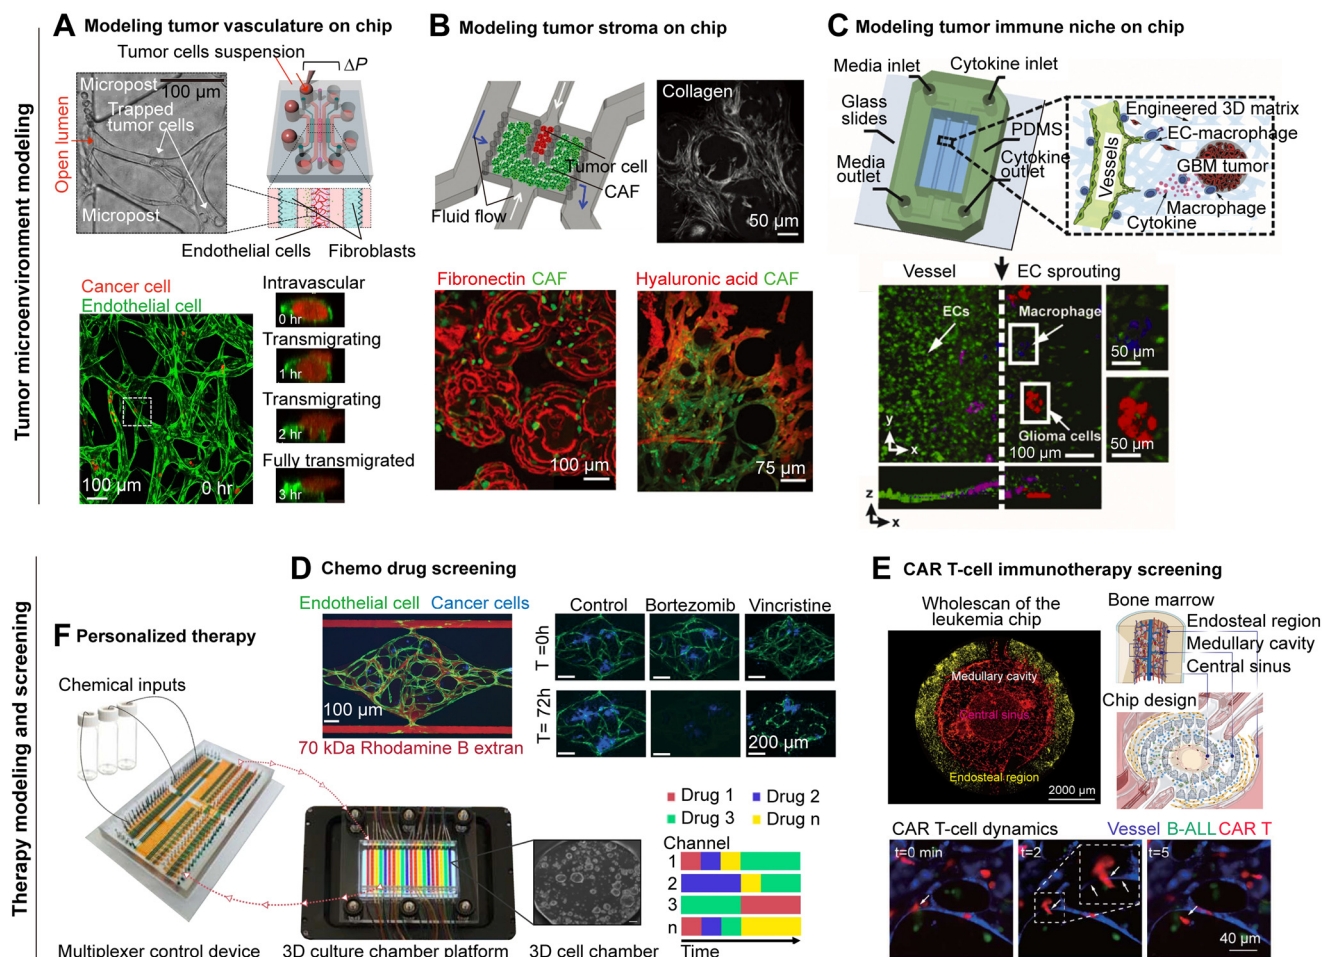 Tumor microenvironment modeling
A Modeling tumor vasculature on chip
Tumor cells suspension
ΔP
Micropost
100 µm
Trapped
tumor cells
Open lumen
Micropost
Endothelial cells
Fibroblasts
Cancer cell
Endothelial cell
100 µm
0 hr
Intravascular
0 hr
Transmigrating
1 hr
Transmigrating
2 hr
Fully transmigrated
3 hr
B Modeling tumor stroma on chip
Tumor cell
CAF
Fluid flow
Collagen
50 µm
Fibronectin CAF
100 µm
Hyaluronic acid CAF
75 µm
C Modeling tumor immune niche on chip
Media inlet
Cytokine inlet
Glass
slides
PDMS
Media
outlet
Cytokine
outlet
Engineered 3D matrix
EC-macrophage
Vessels
GBM tumor
Macrophage
Cytokine
Vessel
EC sprouting
ECs
Macrophage
Glioma cells
100 µm
y
x
z
x
50 µm
50 µm
Therapy modeling and screening
D Chemo drug screening
Endothelial cell Cancer cells
100 µm
70 kDa Rhodamine B extran
Control
Bortezomib
Vincristine
T =0h
T= 72h
200 µm
E CAR T-cell immunotherapy screening
Wholescan of the
leukemia chip
Medullary cavity
Central sinus
Endosteal region
2000 µm
Bone marrow
Endosteal region
Medullary cavity
Central sinus
Chip design
CAR T-cell dynamics
Vessel B-ALL CAR T
t=0 min
t=2
t=5
40 µm
F Personalized therapy
Chemical inputs
Multiplexer control device
3D culture chamber platform
3D cell chamber
Drug 1
Drug 2
Drug 3
Drug n
Channel
1
2
3
n
Time